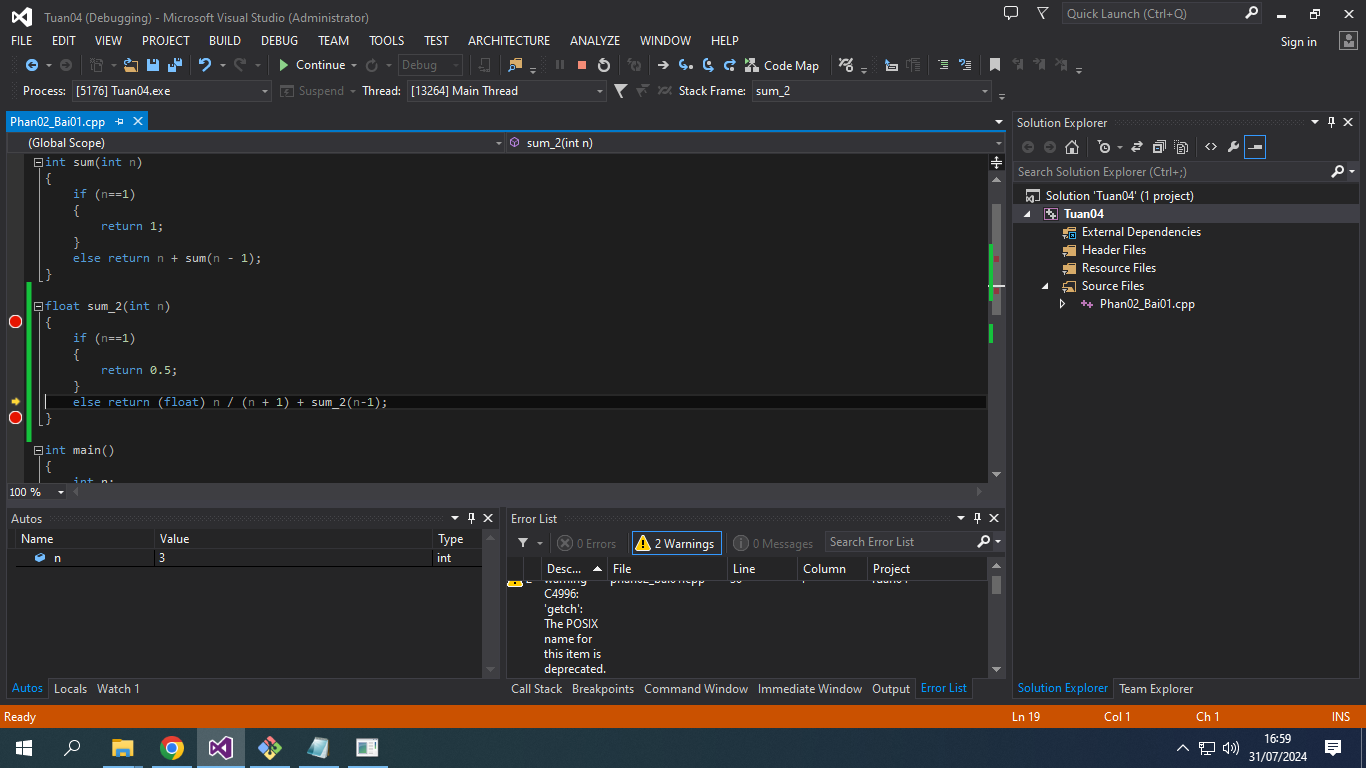 Tuan04 (Debugging) - Microsoft Visual Studio (Administrator)
Quick Launch (Ctrl+Q)
FILE EDIT VIEW PROJECT BUILD DEBUG TEAM TOOLS TEST ARCHITECTURE ANALYZE WINDOW HELP
Sign in
Continue Debug Code Map
Process: [5176] Tuan04.exe Suspend Thread: [13264] Main Thread Stack Frame: sum_2
Phan02_Bai01.cpp
(Global Scope) sum_2(int n)
int sum(int n)
{
if (n==1)
{
return 1;
}
else return n + sum(n - 1);
}
float sum_2(int n)
{
if (n==1)
{
return 0.5;
}
else return (float) n / (n + 1) + sum_2(n-1);
}
int main()
{
int n;
100 %
Solution Explorer
Search Solution Explorer (Ctrl+;)
Solution 'Tuan04' (1 project)
Tuan04
External Dependencies
Header Files
Resource Files
Source Files
Phan02_Bai01.cpp
Autos
Name Value Type
n 3 int
Autos Locals Watch 1
Error List
0 Errors 2 Warnings 0 Messages Search Error List
Desc... File Line Column Project
warning phan02_bai01.cpp
C4996:
'getch':
The POSIX
name for
this item is
deprecated.
Call Stack Breakpoints Command Window Immediate Window Output Error List
Solution Explorer Team Explorer
Ready Ln 19 Col 1 Ch 1 INS
16:59
31/07/2024